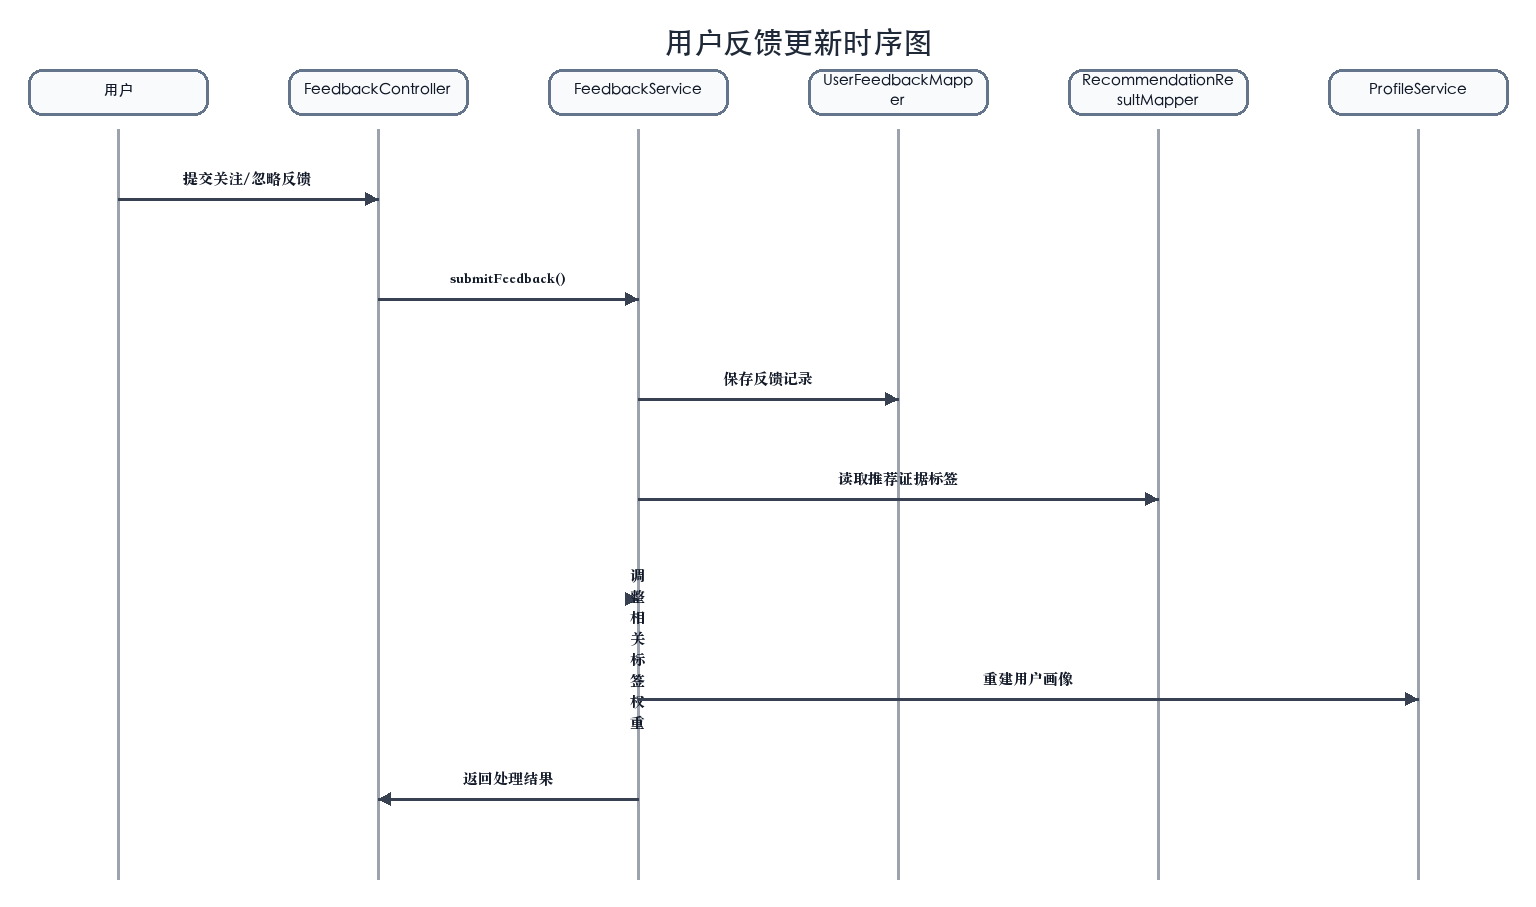 用户反馈更新时序图
用户
FeedbackController
FeedbackService
UserFeedbackMapp
er
RecommendationRe
sultMapper
ProfileService
提交关注/忽略反馈
submitFeedback()
保存反馈记录
读取推荐证据标签
调
整
相
关
标
签
权
重
重建用户画像
返回处理结果